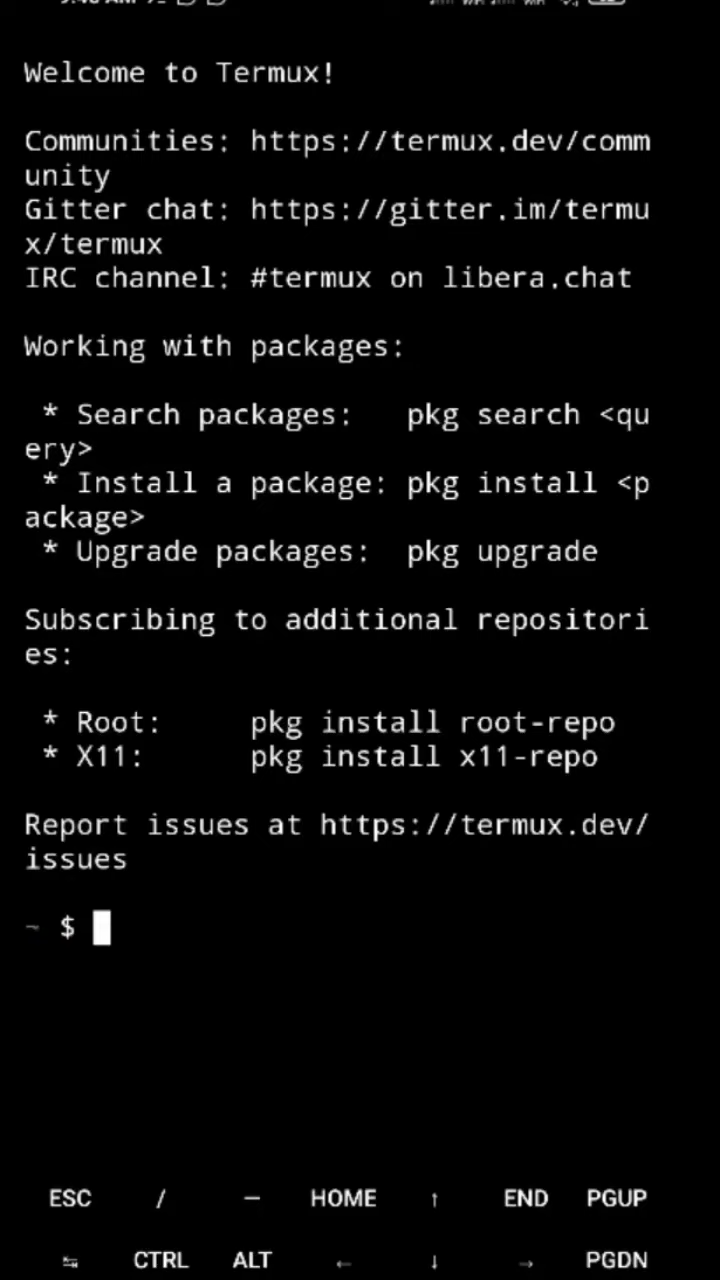 Welcome to Termux!
Communities: https://termux.dev/comm
unity
Gitter chat: https://gitter.im/termu
x/termux
IRC channel: #termux on libera.chat
Working with packages:
* Search packages:   pkg search <qu
ery>
* Install a package: pkg install <p
ackage>
* Upgrade packages:  pkg upgrade
Subscribing to additional repositori
es:
* Root:     pkg install root-repo
* X11:      pkg install x11-repo
Report issues at https://termux.dev/
issues
~ $
ESC / — HOME ↑ END PGUP
↹ CTRL ALT ← ↓ → PGDN